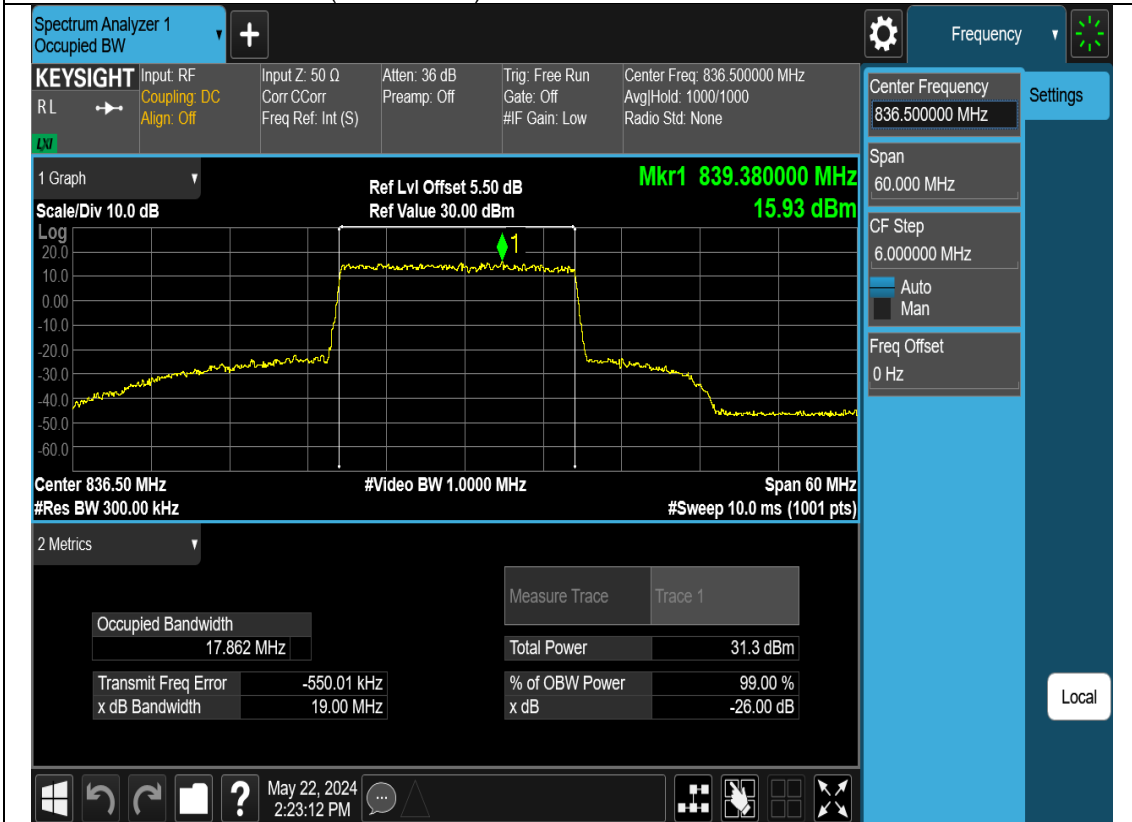 Spectrum Analyzer 1
Occupied BW
+
Frequency
KEYSIGHT
R L
LXI
Input: RF
Coupling: DC
Align: Off
Input Z: 50 Ω
Corr CCorr
Freq Ref: Int (S)
Atten: 36 dB
Preamp: Off
Trig: Free Run
Gate: Off
#IF Gain: Low
Center Freq: 836.500000 MHz
Avg|Hold: 1000/1000
Radio Std: None
Center Frequency
836.500000 MHz
Settings
Span
60.000 MHz
CF Step
6.000000 MHz
Auto
Man
Freq Offset
0 Hz
Local
1 Graph
Scale/Div 10.0 dB
Ref Lvl Offset 5.50 dB
Ref Value 30.00 dBm
Mkr1 839.380000 MHz
15.93 dBm
Log
1
20.0
10.0
0.00
-10.0
-20.0
-30.0
-40.0
-50.0
-60.0
Center 836.50 MHz
#Video BW 1.0000 MHz
Span 60 MHz
#Res BW 300.00 kHz
#Sweep 10.0 ms (1001 pts)
2 Metrics
Measure Trace Trace 1
Occupied Bandwidth
17.862 MHz
Total Power 31.3 dBm
Transmit Freq Error -550.01 kHz
% of OBW Power 99.00 %
x dB Bandwidth 19.00 MHz
x dB -26.00 dB
?
May 22, 2024
2:23:12 PM